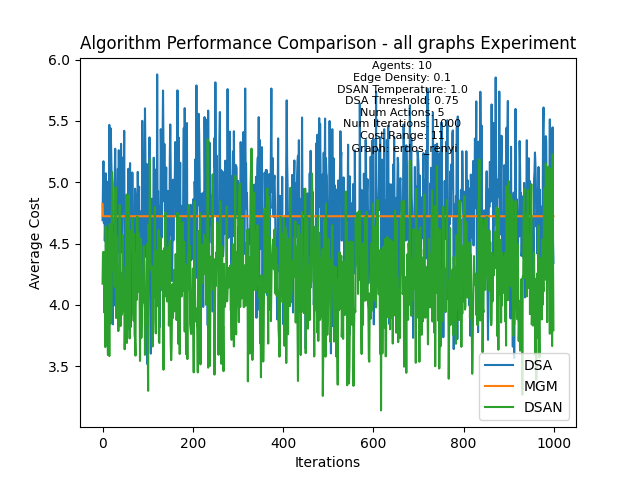 Algorithm Performance Comparison - all graphs Experiment
Agents: 10
Edge Density: 0.1
DSAN Temperature: 1.0
DSA Threshold: 0.75
Num Actions: 5
Num Iterations: 1000
Cost Range: 11
Graph: erdos_renyi
6.0
5.5
5.0
4.5
4.0
3.5
Average Cost
0
200
400
600
800
1000
Iterations
DSA
MGM
DSAN